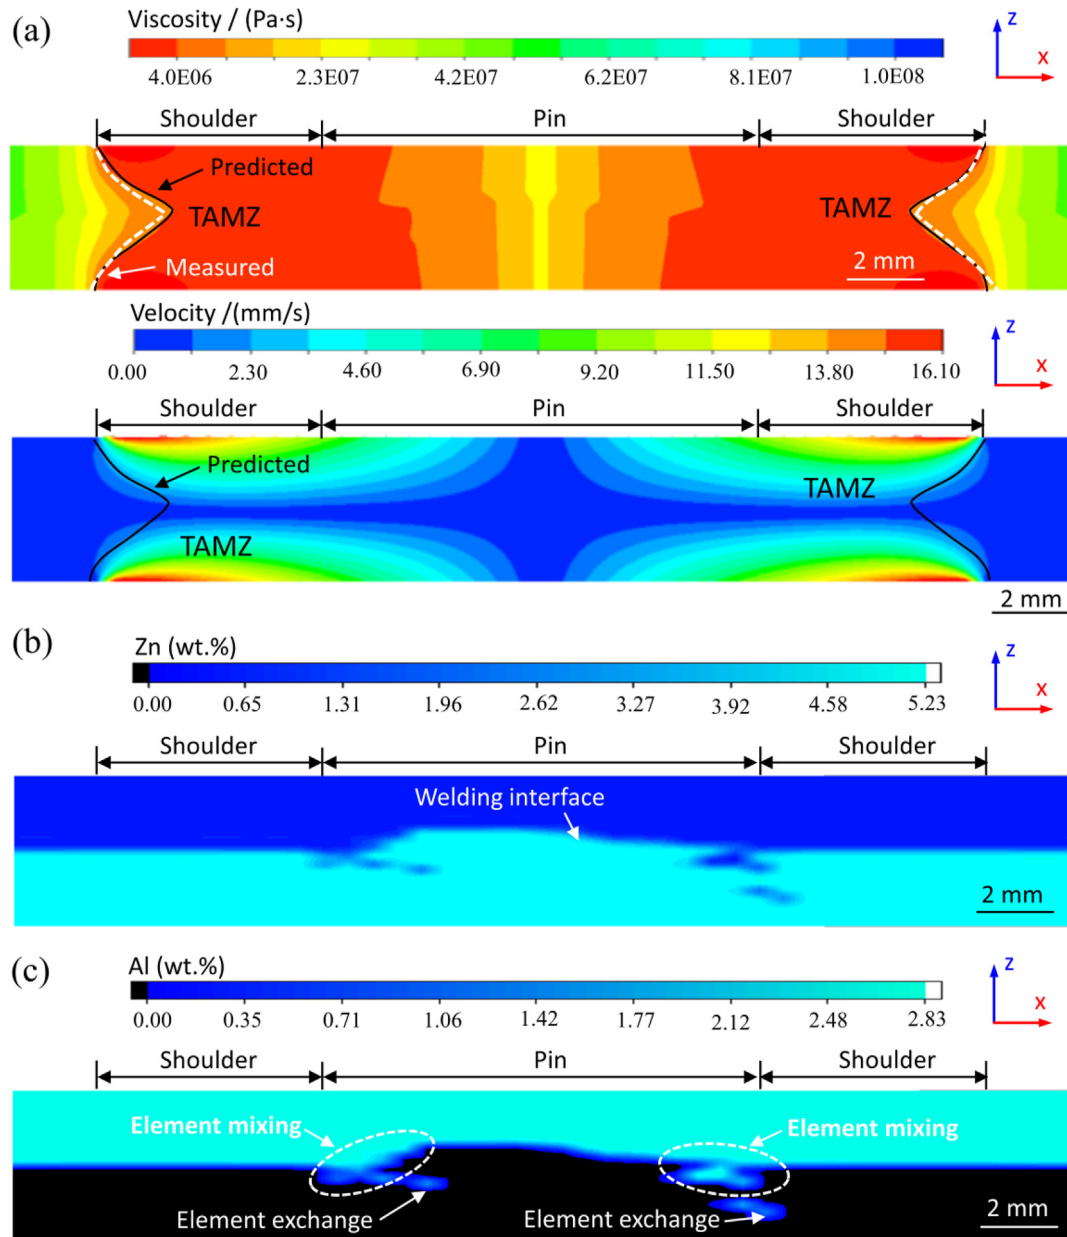 (a)
Viscosity / (Pa·s)
4.0E06 2.3E07 4.2E07 6.2E07 8.1E07 1.0E08
z
x
Shoulder Pin Shoulder
Predicted
TAMZ TAMZ
Measured
2 mm
Velocity /(mm/s)
0.00 2.30 4.60 6.90 9.20 11.50 13.80 16.10
z
x
Shoulder Pin Shoulder
Predicted
TAMZ
TAMZ
2 mm
(b)
Zn (wt.%)
0.00 0.65 1.31 1.96 2.62 3.27 3.92 4.58 5.23
z
x
Shoulder Pin Shoulder
Welding interface
2 mm
(c)
Al (wt.%)
0.00 0.35 0.71 1.06 1.42 1.77 2.12 2.48 2.83
z
x
Shoulder Pin Shoulder
Element mixing Element mixing
Element exchange Element exchange
2 mm